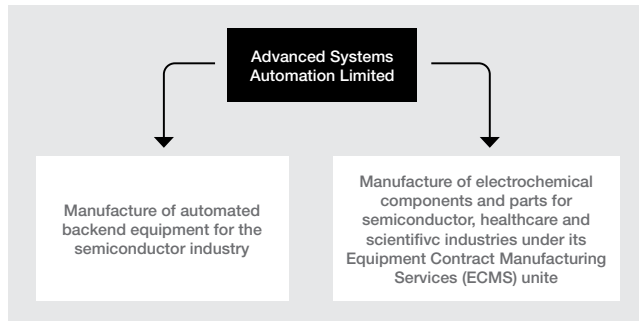 Advanced Systems
Automation Limited
Manufacture of automated
backend equipment for the
semiconductor industry
Manufacture of electrochemical
components and parts for
semiconductor, healthcare and
scientifivc industries under its
Equipment Contract Manufacturing
Services (ECMS) unite